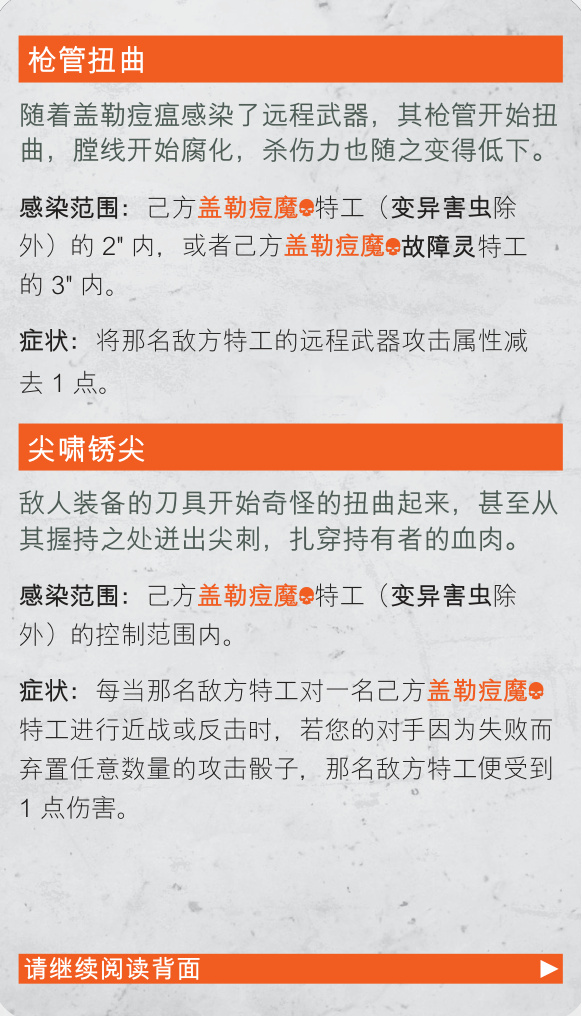 枪管扭曲
随着盖勒痘瘟感染了远程武器，其枪管开始扭
曲，膛线开始腐化，杀伤力也随之变得低下。
感染范围：己方盖勒痘魔特工（变异害虫除
外）的 2" 内，或者己方盖勒痘魔故障灵特工
的 3" 内。
症状：将那名敌方特工的远程武器攻击属性减
去 1 点。
尖啸锈尖
敌人装备的刀具开始奇怪的扭曲起来，甚至从
其握持之处迸出尖刺，扎穿持有者的血肉。
感染范围：己方盖勒痘魔特工（变异害虫除
外）的控制范围内。
症状：每当那名敌方特工对一名己方盖勒痘魔
特工进行近战或反击时，若您的对手因为失败而
弃置任意数量的攻击骰子，那名敌方特工便受到
1 点伤害。
请继续阅读背面